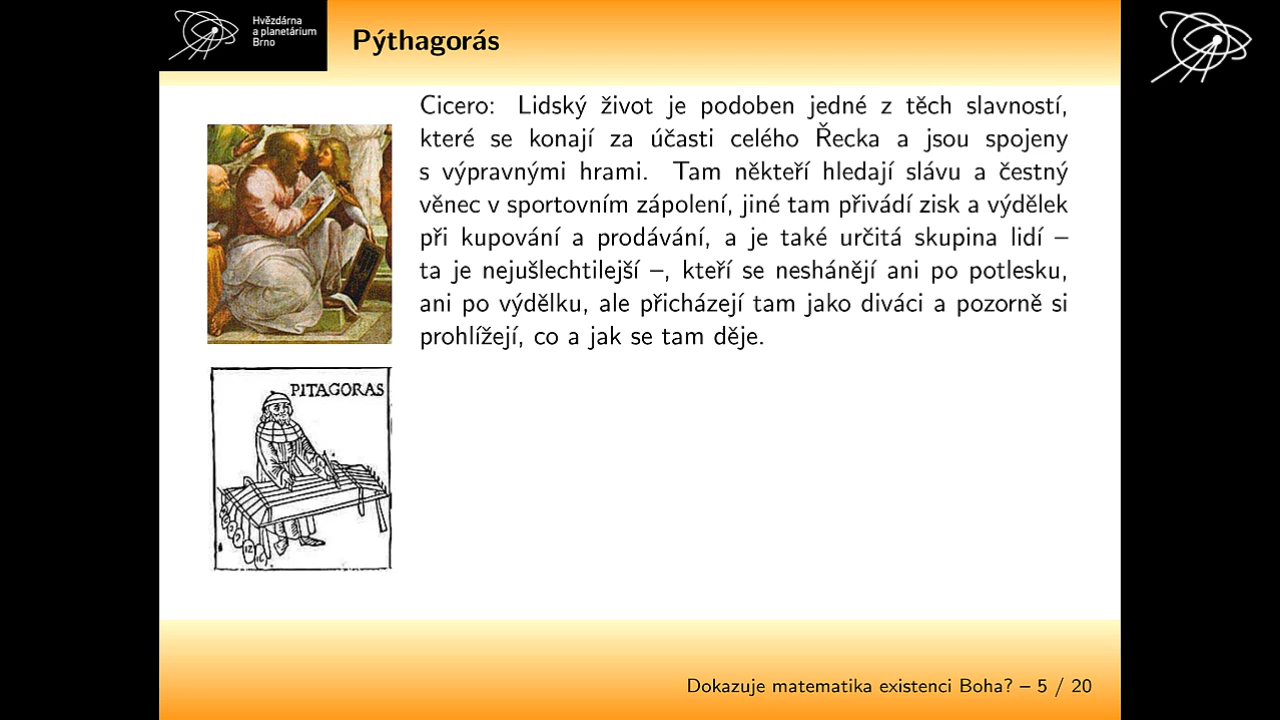 Hvězdárna
a planetárium
Brno
Pýthagorás
Cicero: Lidský život je podoben jedné z těch slavností,
které se konají za účasti celého Řecka a jsou spojeny
s výpravnými hrami. Tam někteří hledají slávu a čestný
věnec v sportovním zápolení, jiné tam přivádí zisk a výdělek
při kupování a prodávání, a je také určitá skupina lidí –
ta je nejušlechtilejší –, kteří se neshánějí ani po potlesku,
ani po výdělku, ale přicházejí tam jako diváci a pozorně si
prohlížejí, co a jak se tam děje.
PITAGORAS
Dokazuje matematika existenci Boha? – 5 / 20